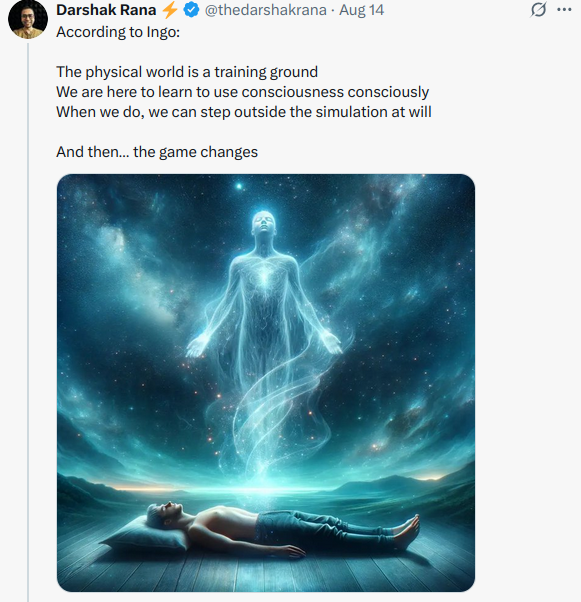 Darshak Rana ⚡ @thedarshakrana · Aug 14
According to Ingo:
The physical world is a training ground
We are here to learn to use consciousness consciously
When we do, we can step outside the simulation at will
And then... the game changes